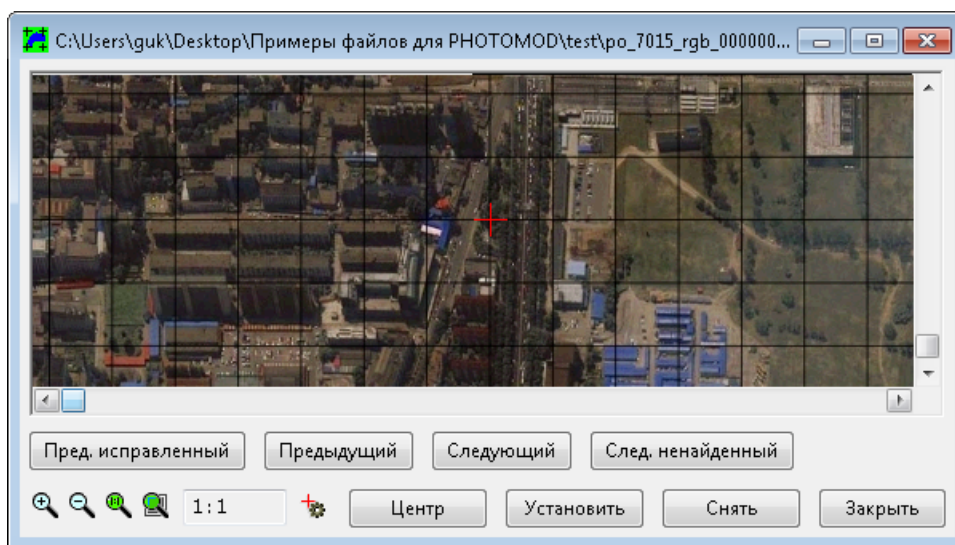 C:\Users\guk\Desktop\Примеры файлов для PHOTOMOD\test\po_7015_rgb_000000...
Пред. исправленный
Предыдущий
Следующий
След. ненайденный
1:1
Центр
Установить
Снять
Закрыть